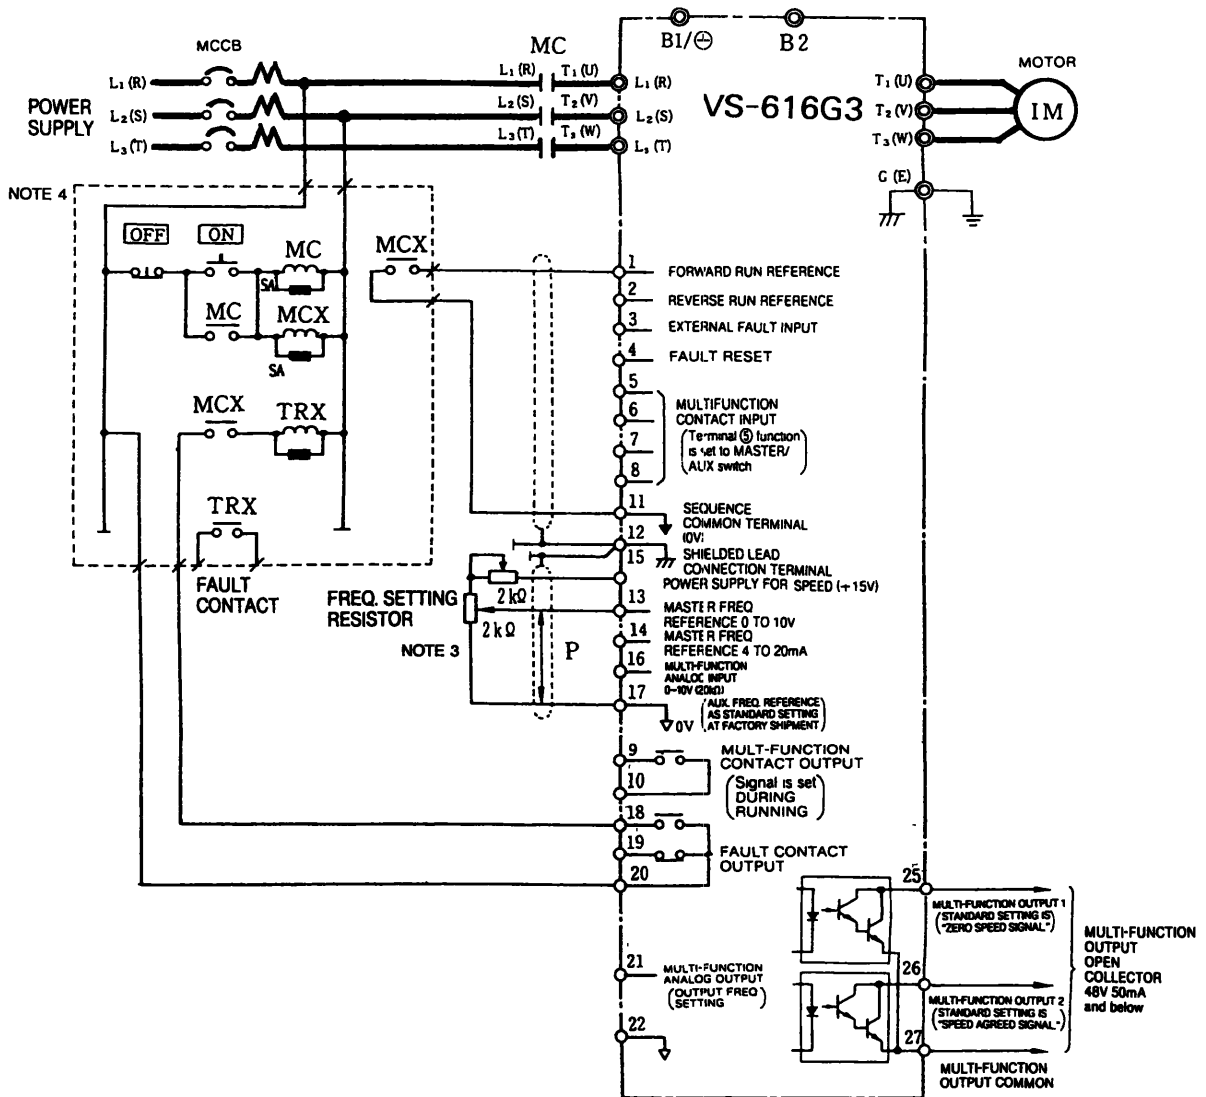 B1/⏚ B2
MCCB
MC
L1 (R) L1 (R) T1 (U) L1 (R)
POWER
SUPPLY
L2 (S) L2 (S) T2 (V) L2 (S)
L3 (T) L3 (T) T3 (W) L3 (T)
VS-616G3
T1 (U)
T2 (V)
T3 (W)
G (E)
MOTOR
IM
NOTE 4
OFF ON MC MCX
SA
MC MCX
SA
MCX TRX
TRX
FAULT
CONTACT
1 FORWARD RUN REFERENCE
2 REVERSE RUN REFERENCE
3 EXTERNAL FAULT INPUT
4 FAULT RESET
5
6
7
8
MULTIFUNCTION
CONTACT INPUT
(Terminal ⑤ function
is set to MASTER/
AUX switch)
11 SEQUENCE
COMMON TERMINAL
(0V)
12
15 SHIELDED LEAD
CONNECTION TERMINAL
POWER SUPPLY FOR SPEED (+15V)
FREQ. SETTING
RESISTOR
2 kΩ
2 kΩ
NOTE 3
P
13 MASTER FREQ
REFERENCE 0 TO 10V
14 MASTER FREQ
REFERENCE 4 TO 20mA
16 MULTI-FUNCTION
ANALOG INPUT
0-10V (20kΩ)
17
0V
(AUX. FREQ. REFERENCE
AS STANDARD SETTING
AT FACTORY SHIPMENT)
9 MULT-FUNCTION
CONTACT OUTPUT
10 (Signal is set
DURING
RUNNING)
18
19 FAULT CONTACT
OUTPUT
20
21 MULTI-FUNCTION
ANALOG OUTPUT
(OUTPUT FREQ
SETTING)
22
25
MULTI-FUNCTION OUTPUT 1
(STANDARD SETTING IS
"ZERO SPEED SIGNAL")
26
MULTI-FUNCTION OUTPUT 2
(STANDARD SETTING IS
"SPEED AGREED SIGNAL")
27
MULTI-FUNCTION
OUTPUT COMMON
MULTI-FUNCTION
OUTPUT
OPEN
COLLECTOR
48V 50mA
and below